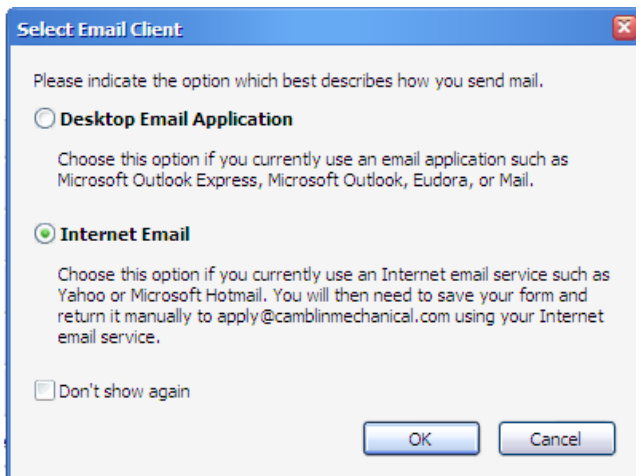 Select Email Client
Please indicate the option which best describes how you send mail.
Desktop Email Application
Choose this option if you currently use an email application such as
Microsoft Outlook Express, Microsoft Outlook, Eudora, or Mail.
Internet Email
Choose this option if you currently use an Internet email service such as
Yahoo or Microsoft Hotmail. You will then need to save your form and
return it manually to apply@camblinmechanical.com using your Internet
email service.
Don't show again
OK Cancel